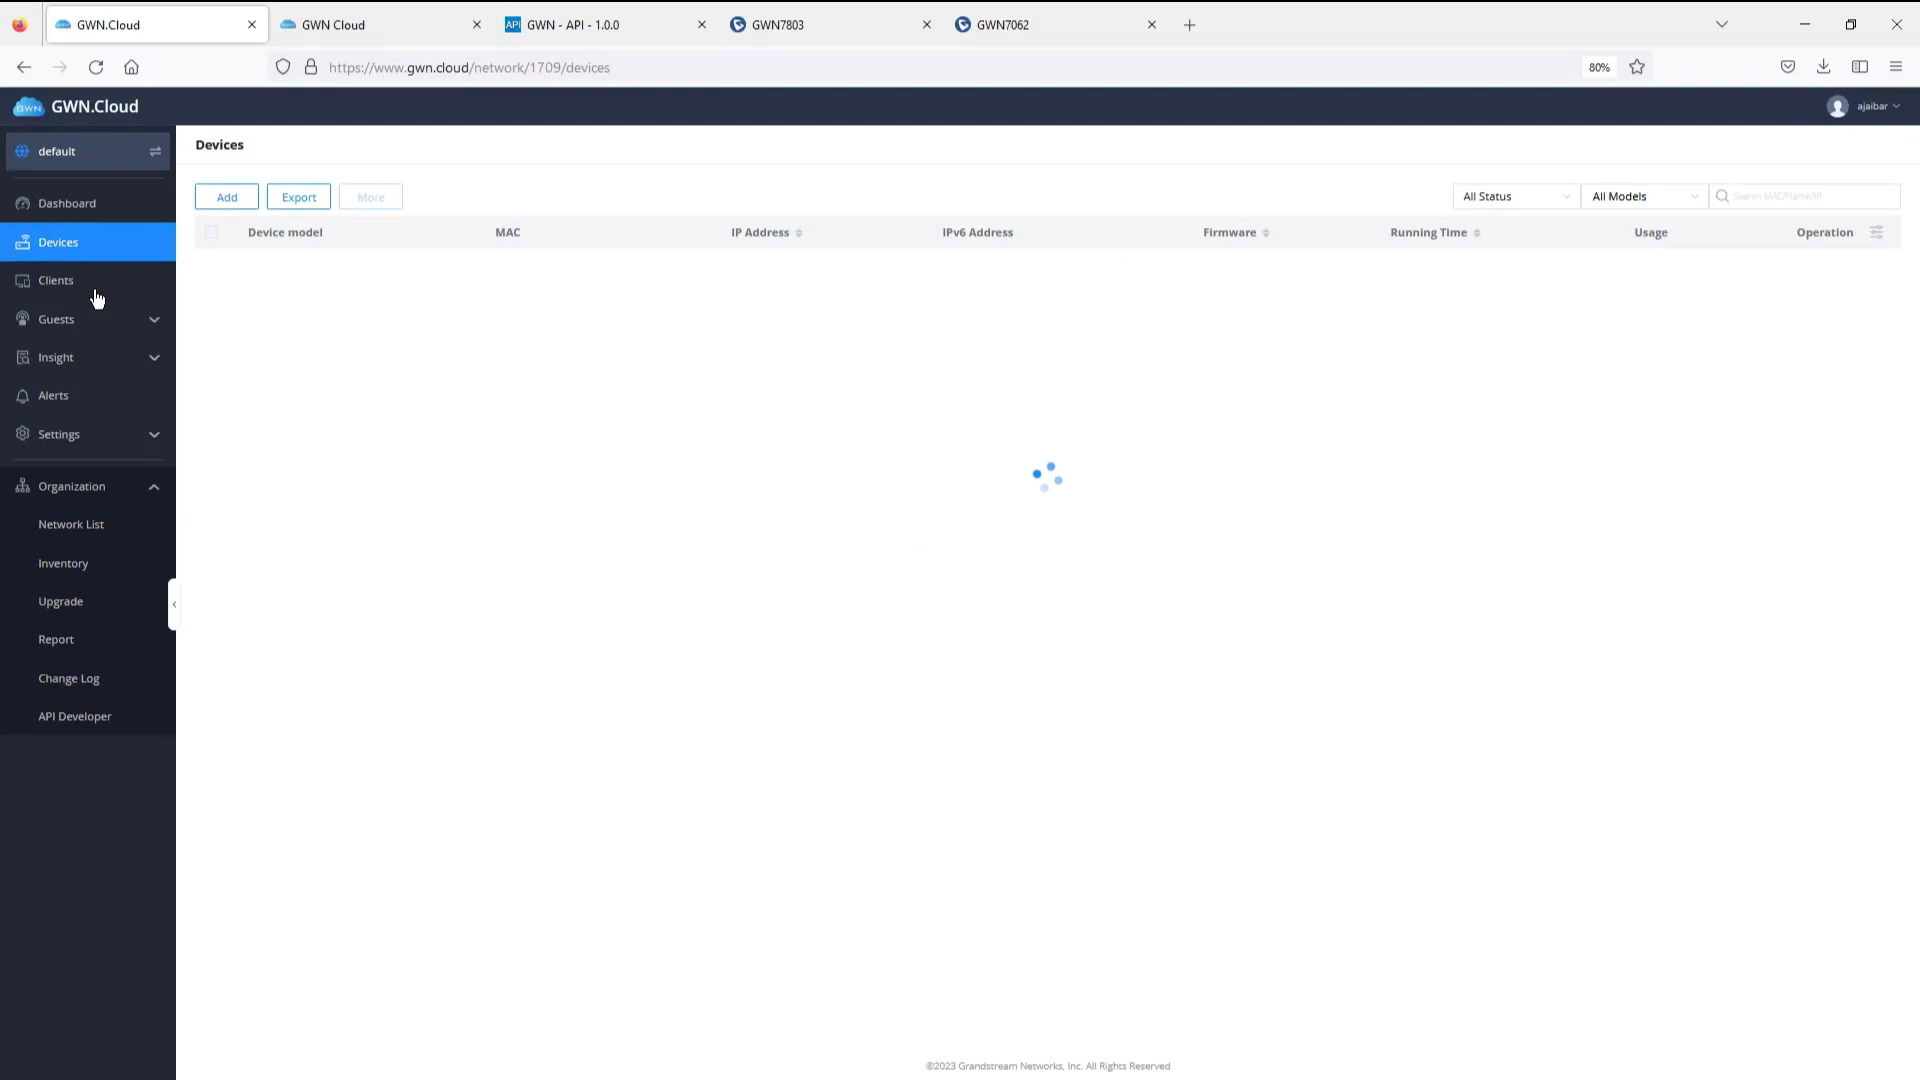 GWN.Cloud
GWN Cloud
API GWN - API - 1.0.0
GWN7803
GWN7062
https://www.gwn.cloud/network/1709/devices
80%
GWN GWN.Cloud
ajaibar
default
Devices
Add
Export
More
All Status
All Models
Search MAC/Name/IP
Dashboard
Device model
MAC
IP Address
IPv6 Address
Firmware
Running Time
Usage
Operation
Devices
Clients
Guests
Insight
Alerts
Settings
Organization
Network List
Inventory
Upgrade
Report
Change Log
API Developer
©2023 Grandstream Networks, Inc. All Rights Reserved